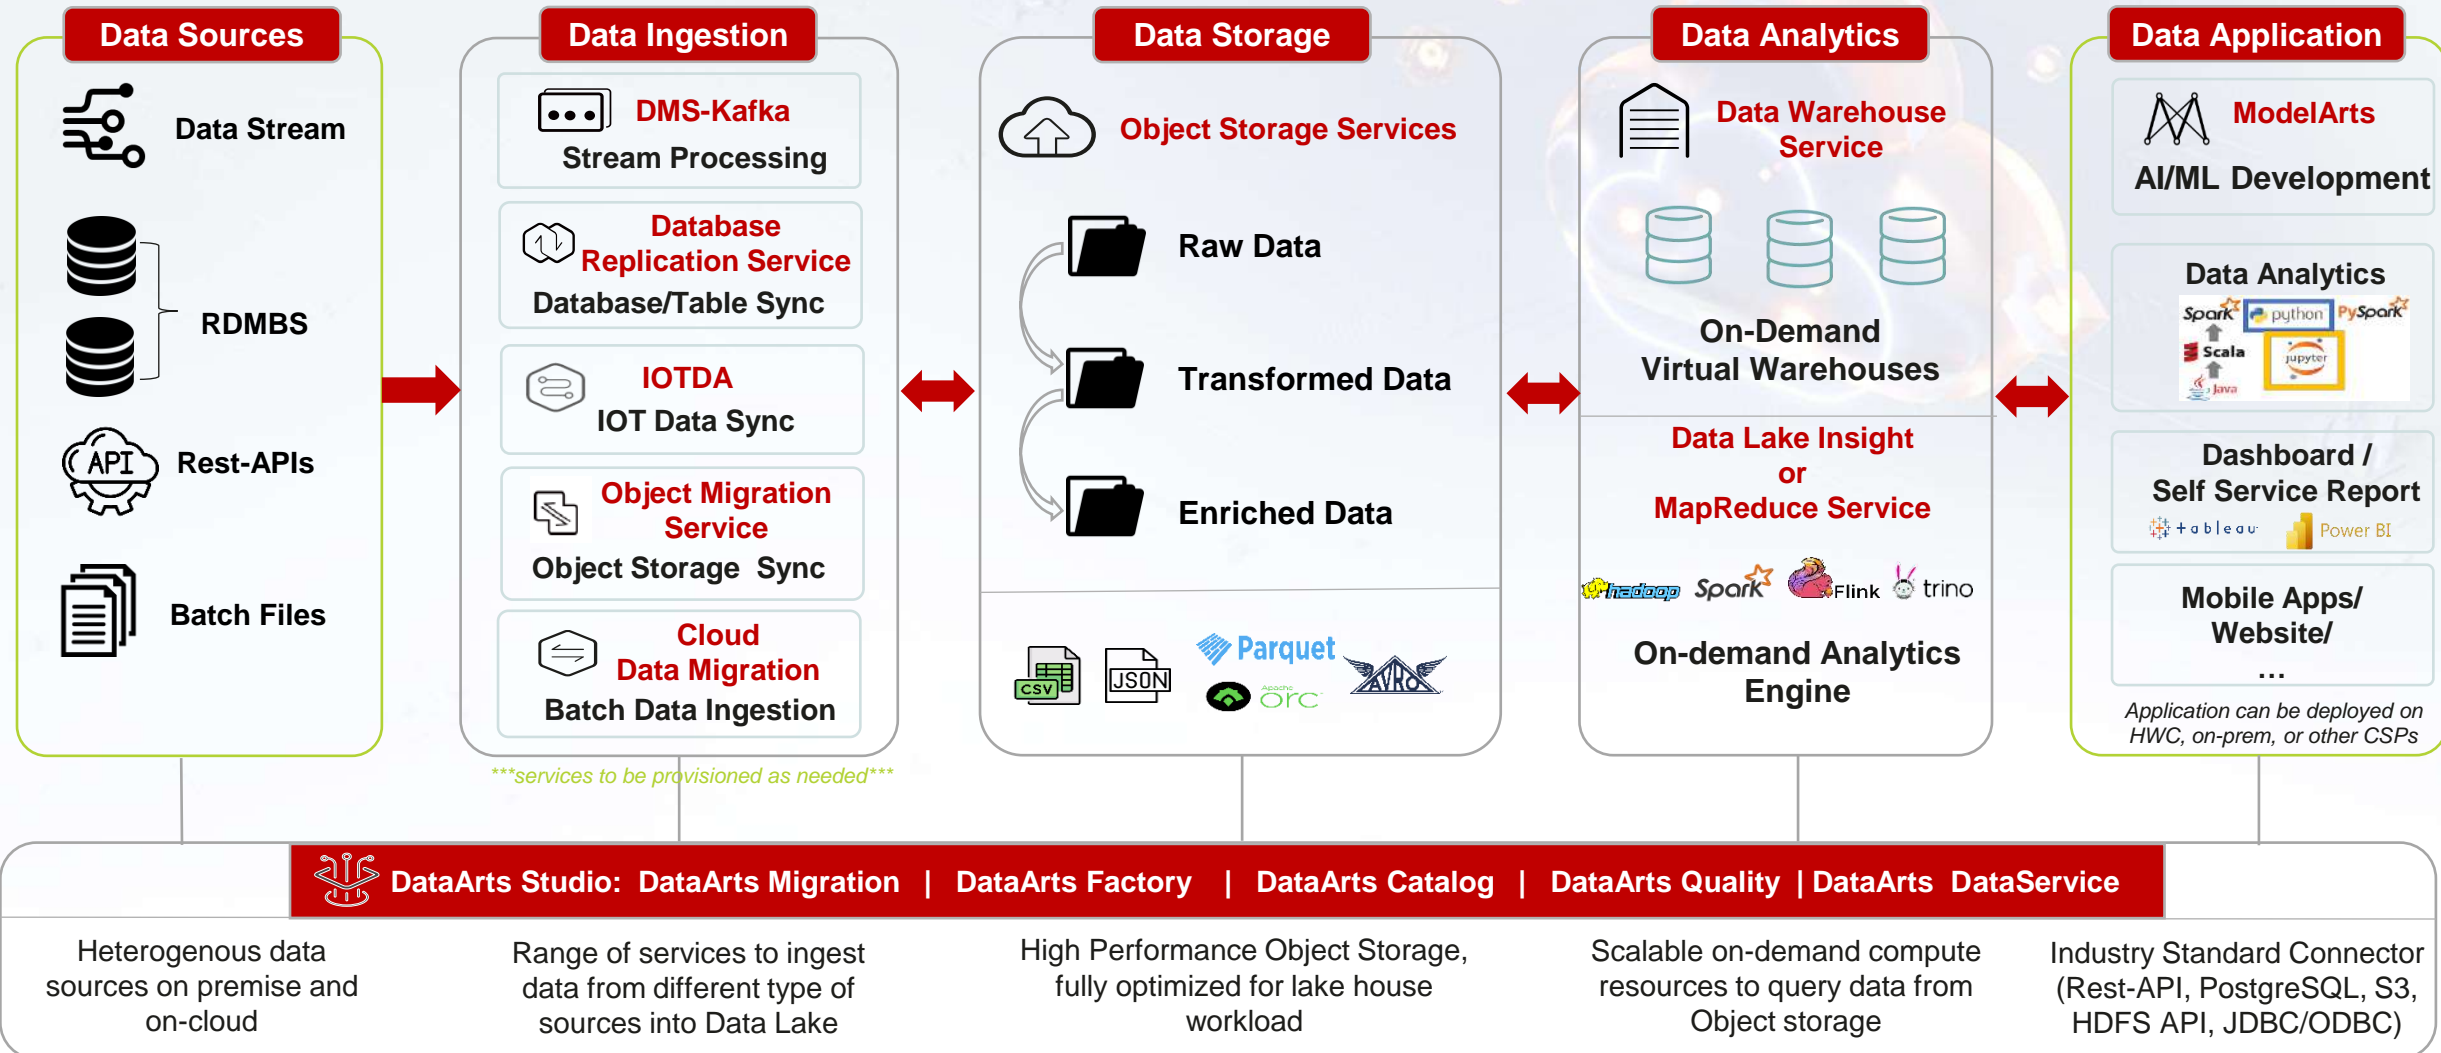 Data Sources
Data Stream
RDMBS
API
Rest-APIs
Batch Files
Data Ingestion
DMS-Kafka
Stream Processing
Database
Replication Service
Database/Table Sync
IOTDA
IOT Data Sync
Object Migration
Service
Object Storage Sync
Cloud
Data Migration
Batch Data Ingestion
***services to be provisioned as needed***
Data Storage
Object Storage Services
Raw Data
Transformed Data
Enriched Data
CSV
JSON
Parquet
Apache
orc
AVRO
Data Analytics
Data Warehouse
Service
On-Demand
Virtual Warehouses
Data Lake Insight
or
MapReduce Service
hadoop
Spark
Flink
trino
On-demand Analytics
Engine
Data Application
ModelArts
AI/ML Development
Data Analytics
Spark
python
PySpark
Scala
jupyter
Java
Dashboard /
Self Service Report
+ableau
Power BI
Mobile Apps/
Website/
...
Application can be deployed on
HWC, on-prem, or other CSPs
DataArts Studio: DataArts Migration | DataArts Factory | DataArts Catalog | DataArts Quality | DataArts DataService
Heterogenous data
sources on premise and
on-cloud
Range of services to ingest
data from different type of
sources into Data Lake
High Performance Object Storage,
fully optimized for lake house
workload
Scalable on-demand compute
resources to query data from
Object storage
Industry Standard Connector
(Rest-API, PostgreSQL, S3,
HDFS API, JDBC/ODBC)